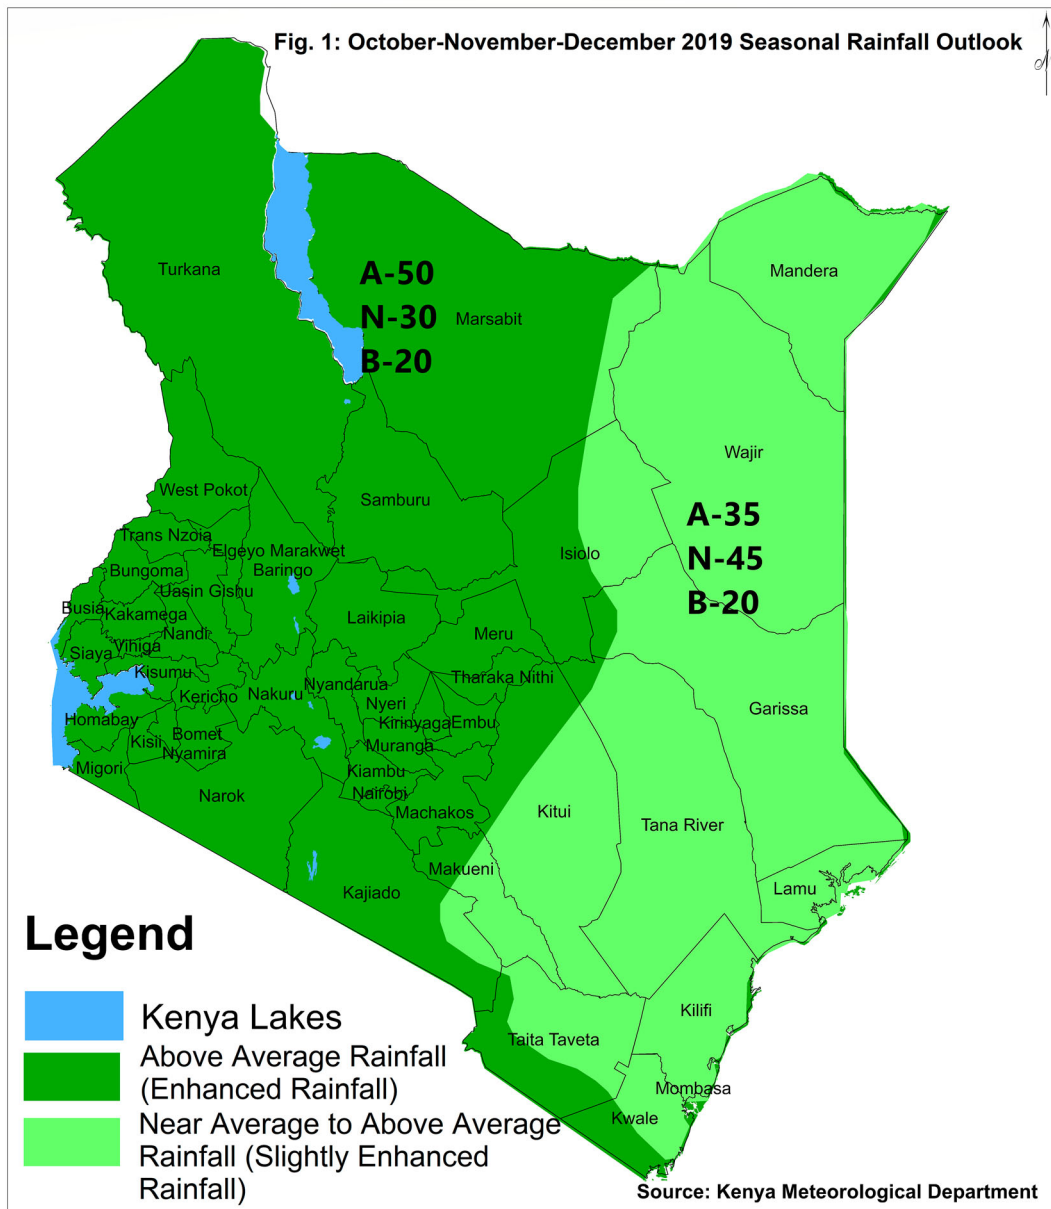 Fig. 1: October-November-December 2019 Seasonal Rainfall Outlook
N
Turkana
A-50
N-30
B-20
Marsabit
Mandera
Wajir
A-35
N-45
B-20
West Pokot
Samburu
Trans Nzoia
Elgeyo Marakwet
Isiolo
Bungoma
Baringo
Uasin Gishu
Busia
Kakamega
Laikipia
Nandi
Meru
Vihiga
Siaya
Kisumu
Tharaka Nithi
Nyandarua
Kericho
Nakuru
Nyeri
Garissa
Homabay
Kirinyaga
Embu
Bomet
Kisii
Muranga
Nyamira
Migori
Kiambu
Nairobi
Narok
Machakos
Kitui
Tana River
Makueni
Kajiado
Lamu
Kilifi
Taita Taveta
Mombasa
Kwale
Legend
Kenya Lakes
Above Average Rainfall
(Enhanced Rainfall)
Near Average to Above Average
Rainfall (Slightly Enhanced
Rainfall)
Source: Kenya Meteorological Department